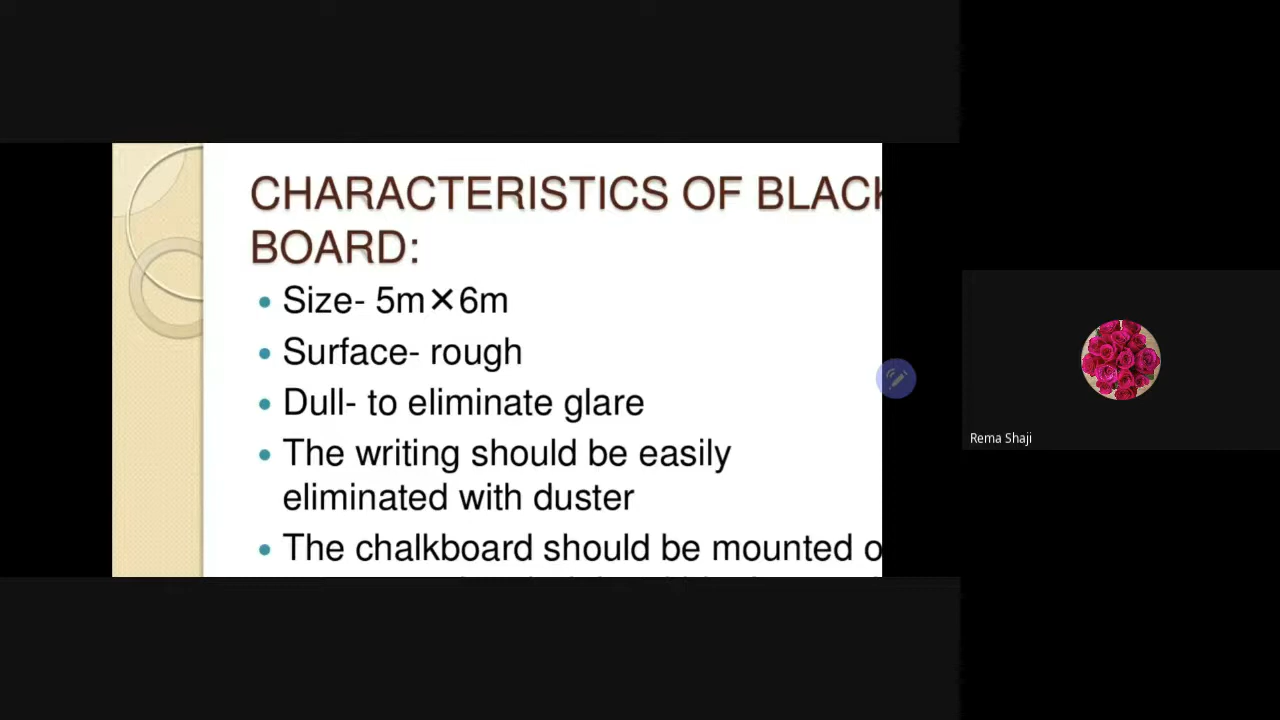 CHARACTERISTICS OF BLACK
BOARD:
• Size- 5m×6m
• Surface- rough
• Dull- to eliminate glare
• The writing should be easily
eliminated with duster
• The chalkboard should be mounted o
Rema Shaji